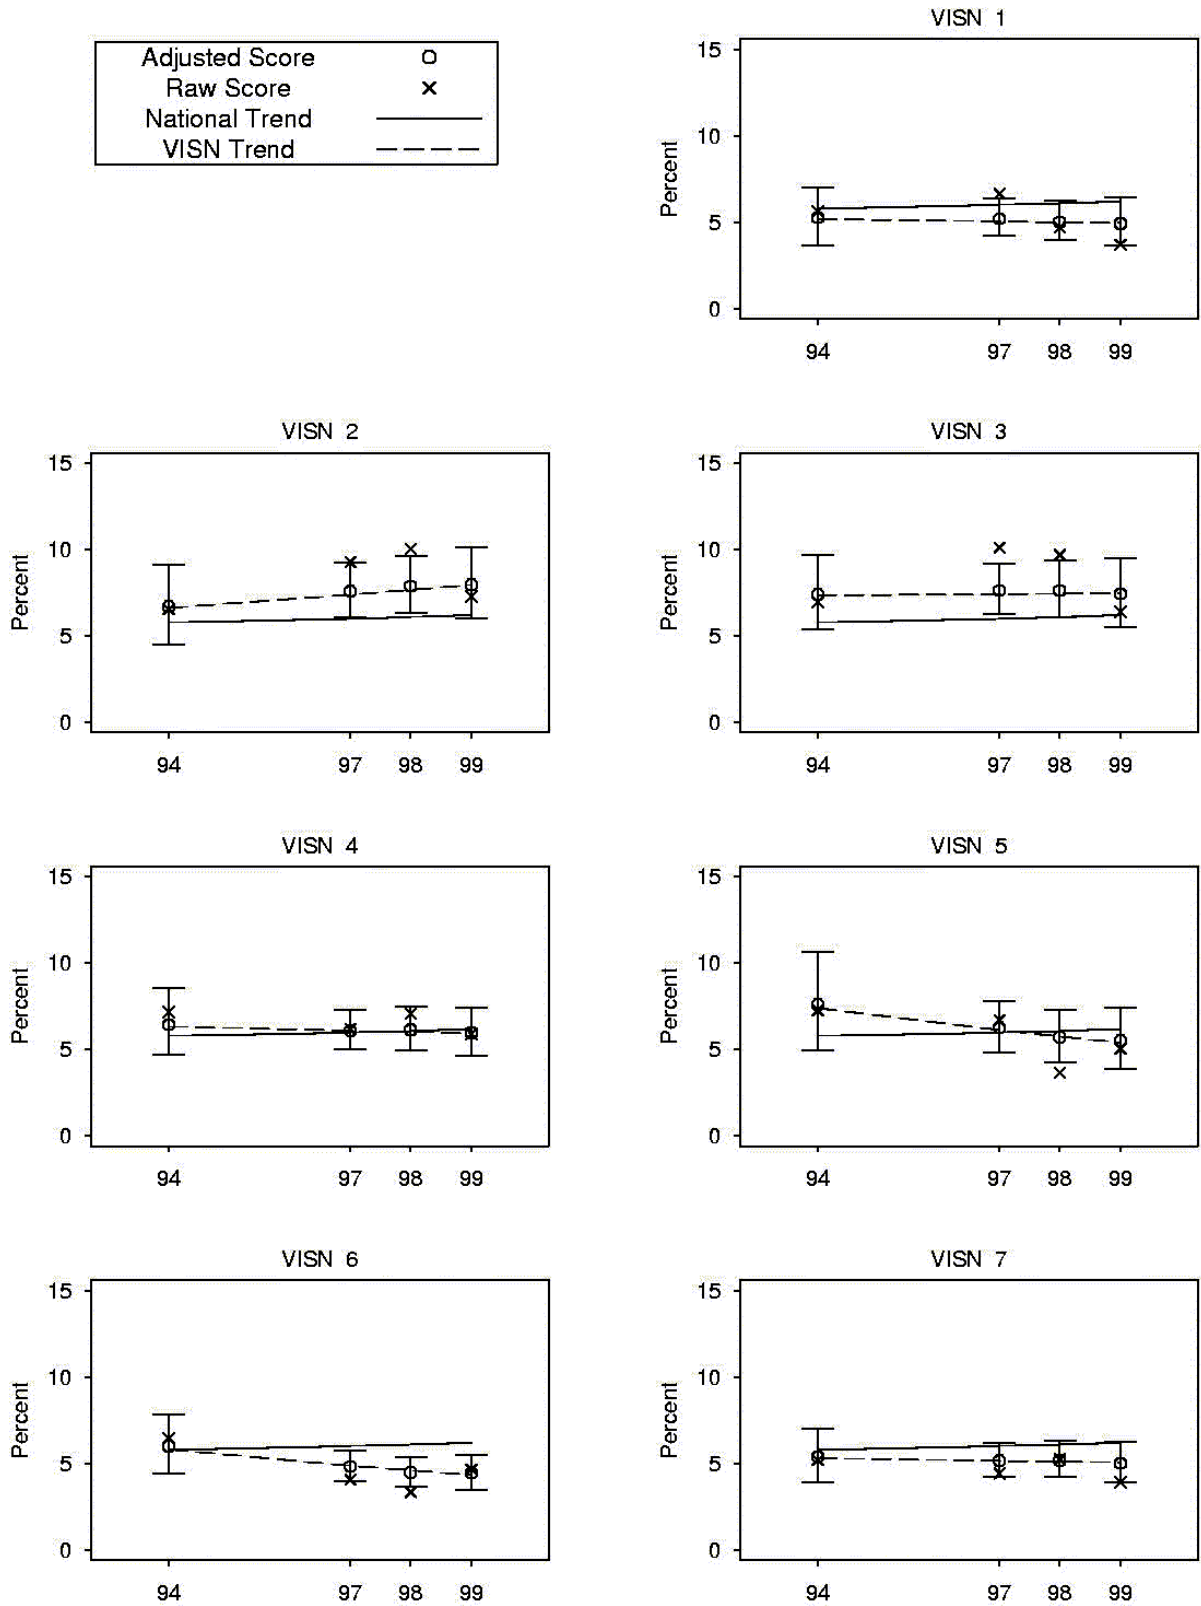 VISN 1
Adjusted Score
Raw Score
National Trend
VISN Trend
15
10
5
0
Percent
94 97 98 99
VISN 2
15
10
5
0
Percent
94 97 98 99
VISN 3
15
10
5
0
Percent
94 97 98 99
VISN 4
15
10
5
0
Percent
94 97 98 99
VISN 5
15
10
5
0
Percent
94 97 98 99
VISN 6
15
10
5
0
Percent
94 97 98 99
VISN 7
15
10
5
0
Percent
94 97 98 99